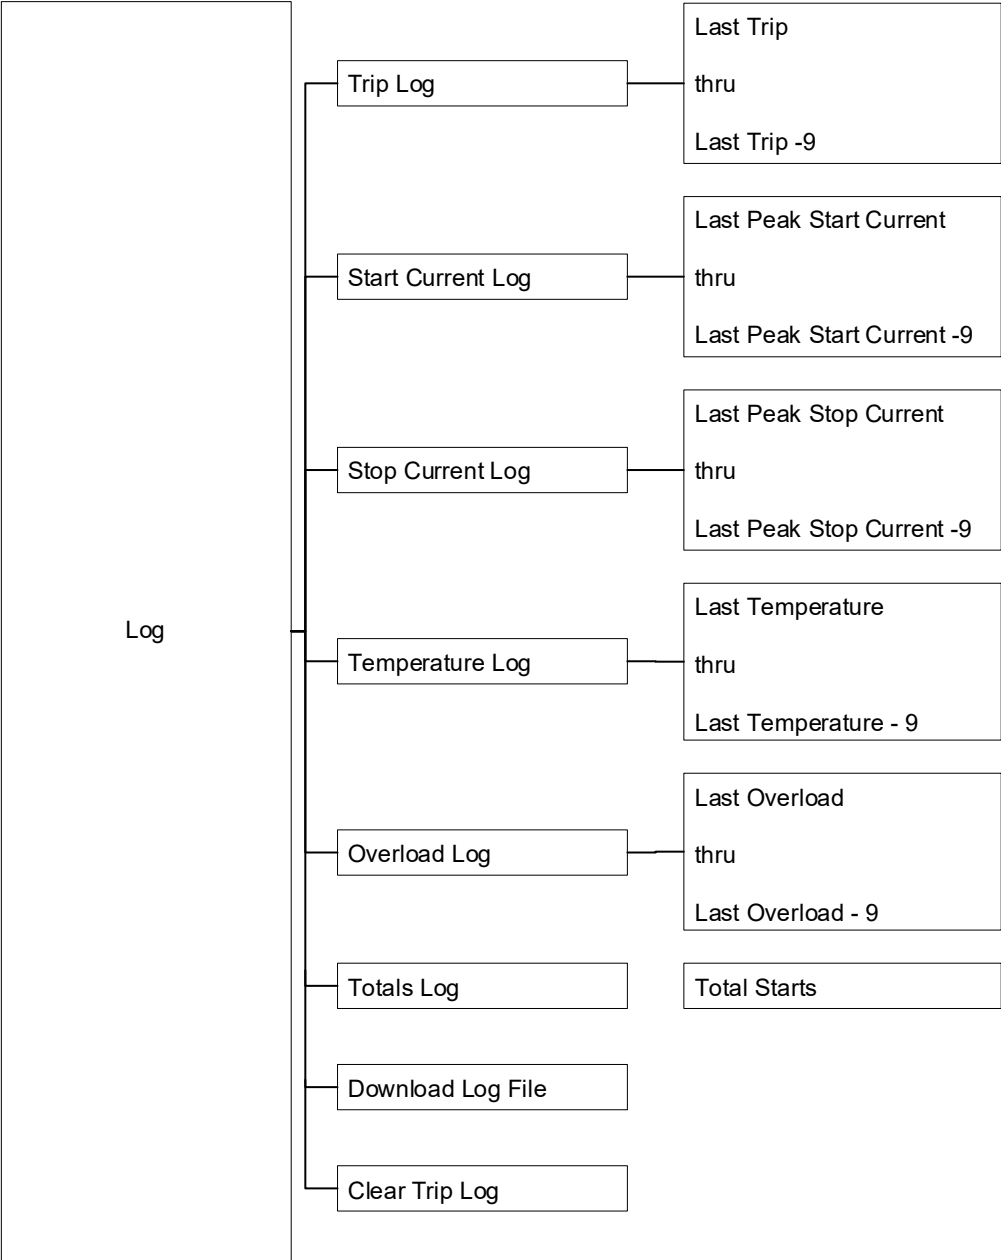 Log
Trip Log
Last Trip
thru
Last Trip -9
Start Current Log
Last Peak Start Current
thru
Last Peak Start Current -9
Stop Current Log
Last Peak Stop Current
thru
Last Peak Stop Current -9
Temperature Log
Last Temperature
thru
Last Temperature - 9
Overload Log
Last Overload
thru
Last Overload - 9
Totals Log
Total Starts
Download Log File
Clear Trip Log